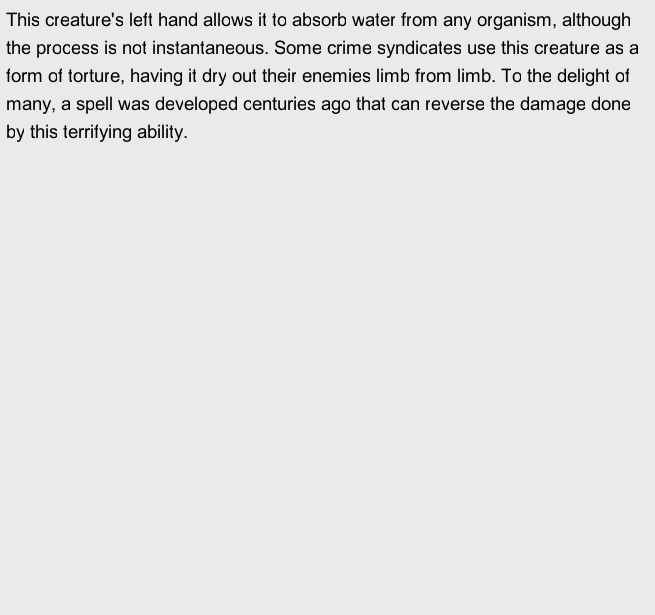 This creature's left hand allows it to absorb water from any organism, although
the process is not instantaneous. Some crime syndicates use this creature as a
form of torture, having it dry out their enemies limb from limb. To the delight of
many, a spell was developed centuries ago that can reverse the damage done
by this terrifying ability.